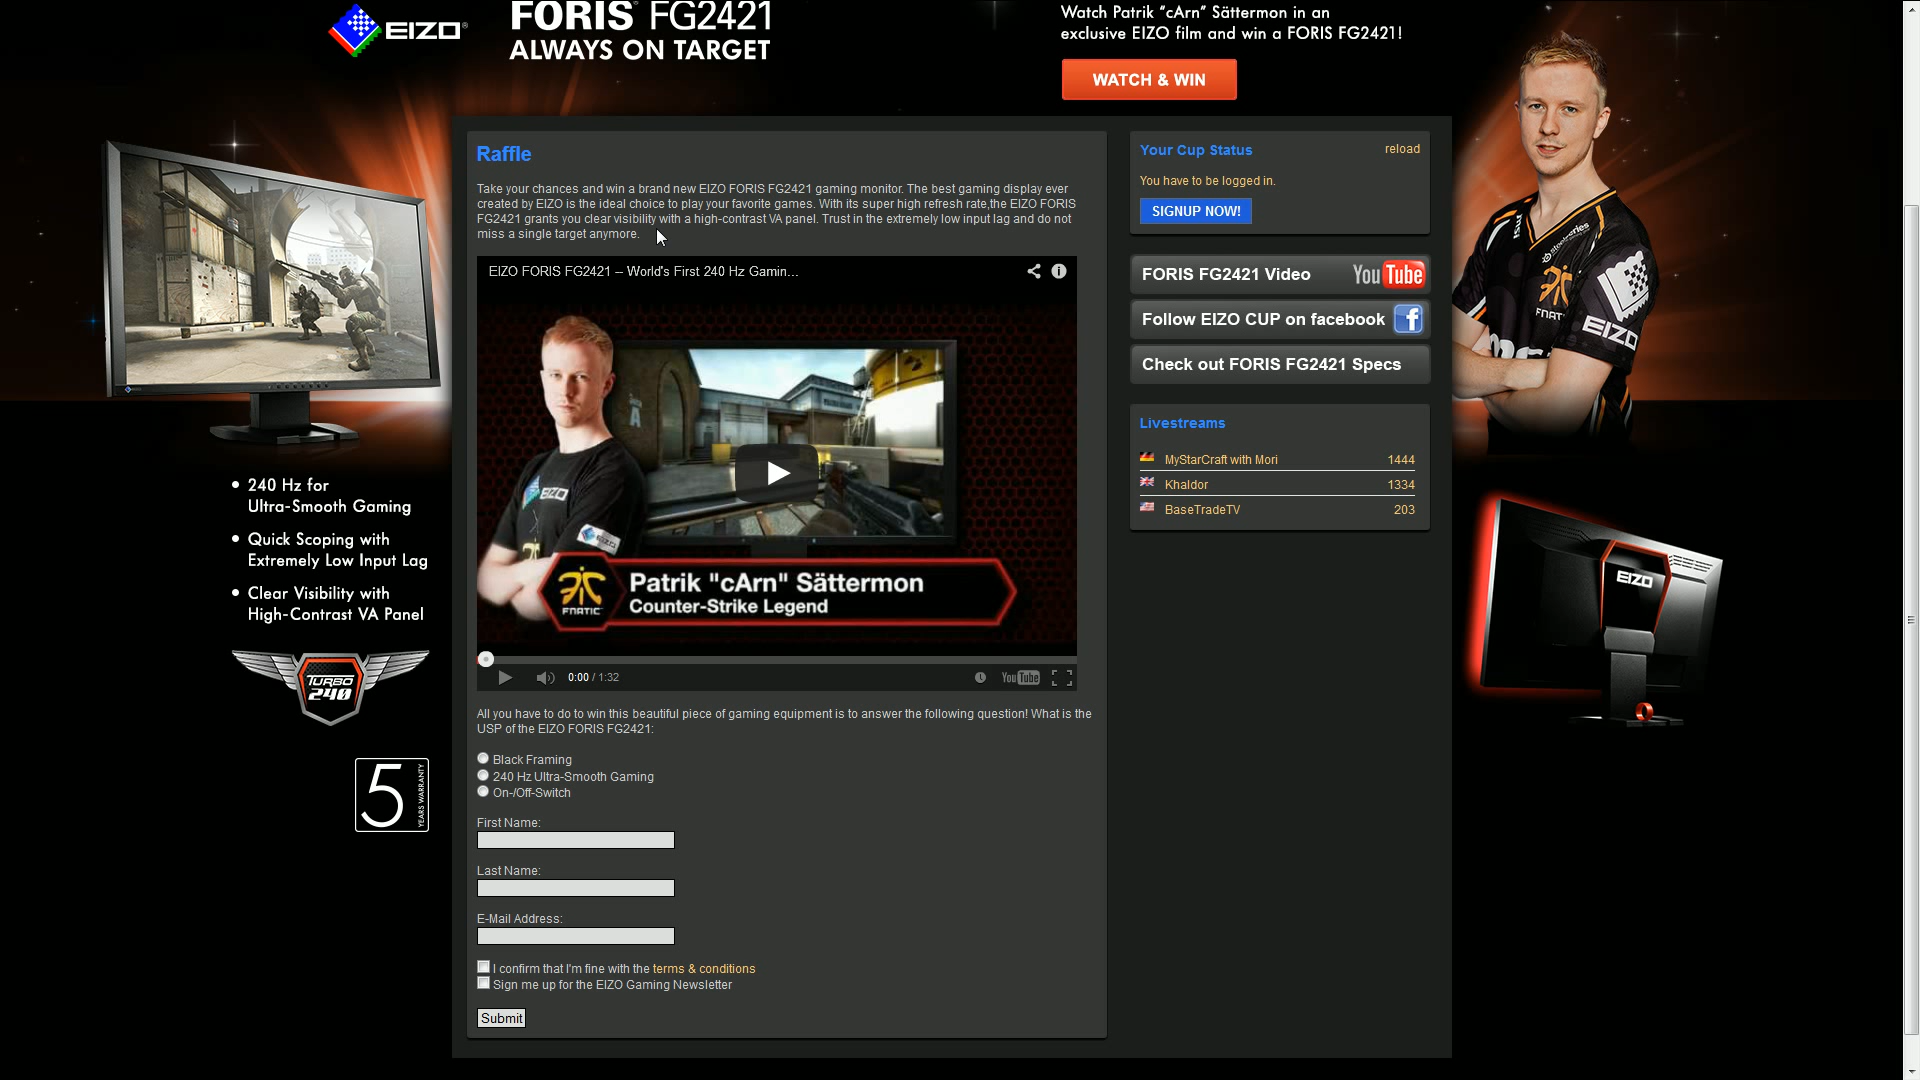 EIZO
FORIS FG2421
ALWAYS ON TARGET
Watch Patrik “cArn” Sättermon in an
exclusive EIZO film and win a FORIS FG2421!
WATCH & WIN
Raffle
Take your chances and win a brand new EIZO FORIS FG2421 gaming monitor. The best gaming display ever
created by EIZO is the ideal choice to play your favorite games. With its super high refresh rate,the EIZO FORIS
FG2421 grants you clear visibility with a high-contrast VA panel. Trust in the extremely low input lag and do not
miss a single target anymore.
EIZO FORIS FG2421 – World's First 240 Hz Gamin...
EIZO
Patrik "cArn" Sättermon
Counter-Strike Legend
FNATIC
0:00 / 1:32
YouTube
All you have to do to win this beautiful piece of gaming equipment is to answer the following question! What is the
USP of the EIZO FORIS FG2421:
Black Framing
240 Hz Ultra-Smooth Gaming
On-/Off-Switch
First Name:
Last Name:
E-Mail Address:
I confirm that I'm fine with the terms & conditions
Sign me up for the EIZO Gaming Newsletter
Submit
Your Cup Status
reload
You have to be logged in.
SIGNUP NOW!
FORIS FG2421 Video
YouTube
Follow EIZO CUP on facebook
Check out FORIS FG2421 Specs
Livestreams
MyStarCraft with Mori 1444
Khaldor 1334
BaseTradeTV 203
• 240 Hz for
Ultra-Smooth Gaming
• Quick Scoping with
Extremely Low Input Lag
• Clear Visibility with
High-Contrast VA Panel
TURBO
240
5
YEARS WARRANTY
steelseries
FNATIC
EIZO
EIZO